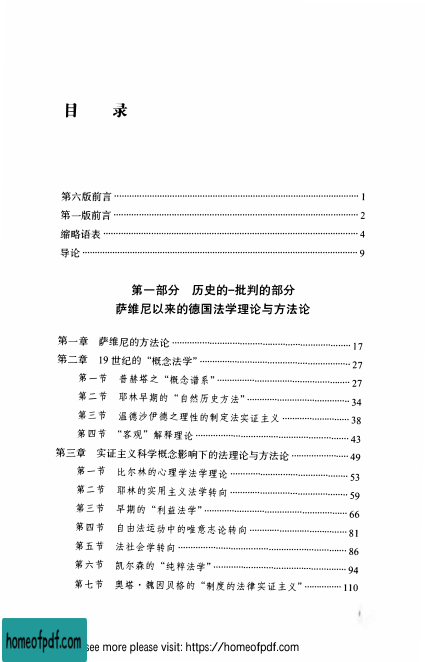 目 录
第六版前言 1
第一版前言 2
缩略语表 4
导论 9
第一部分 历史的-批判的部分
萨维尼以来的德国法学理论与方法论
第一章 萨维尼的方法论 17
第二章 19世纪的“概念法学” 27
第一节 普赫塔之“概念谱系” 27
第二节 耶林早期的“自然历史方法” 34
第三节 温德沙伊德之理性的制定法实证主义 38
第四节 “客观”解释理论 43
第三章 实证主义科学概念影响下的法理论与方法论 49
第一节 比尔林的心理学法学理论 53
第二节 耶林的实用主义法学转向 59
第三节 早期的“利益法学” 66
第四节 自由法运动中的唯意志论转向 81
第五节 法社会学转向 86
第六节 凯尔森的“纯粹法学” 94
第七节 奥塔·魏因贝格的“制度的法律实证主义” 110
homeofpdf.com
see more please visit: https://homeofpdf.com